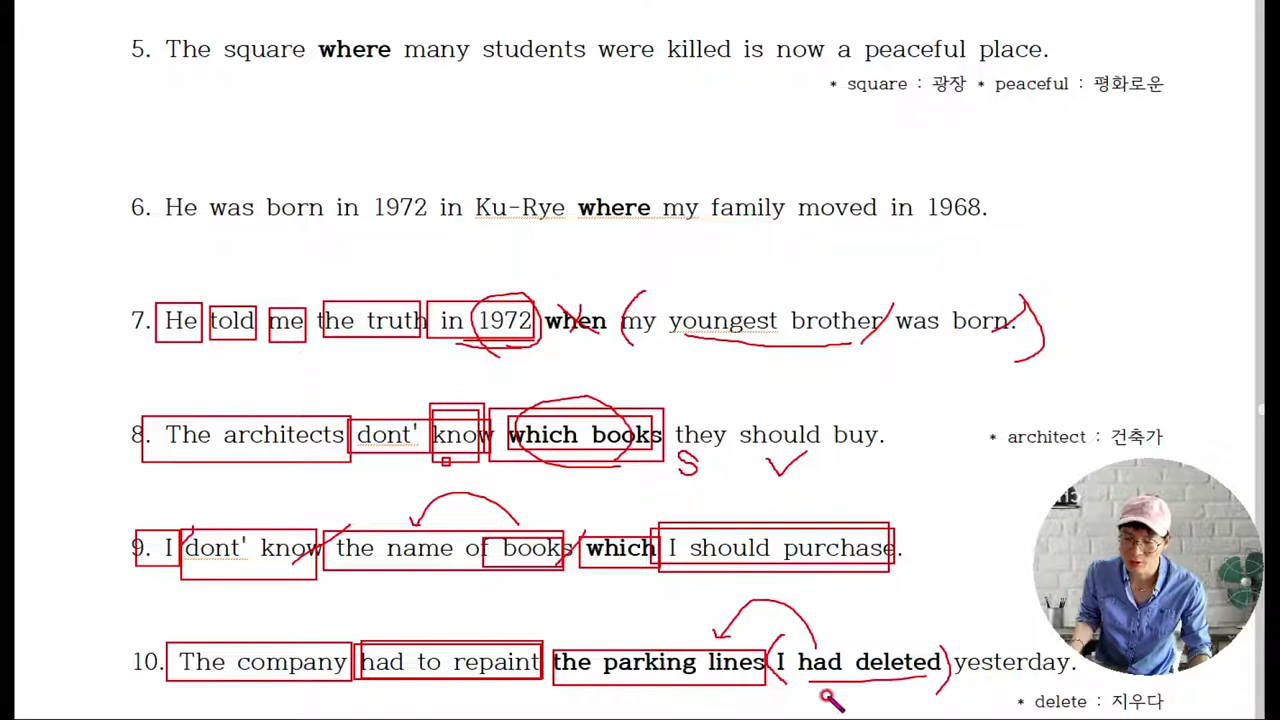 5. The square where many students were killed is now a peaceful place.
* square : 광장 * peaceful : 평화로운
6. He was born in 1972 in Ku-Rye where my family moved in 1968.
7. He told me the truth in 1972 when my youngest brother was born.
8. The architects dont' know which books they should buy.
* architect : 건축가
S
9. I dont' know the name of books which I should purchase.
10. The company had to repaint the parking lines I had deleted yesterday.
* delete : 지우다